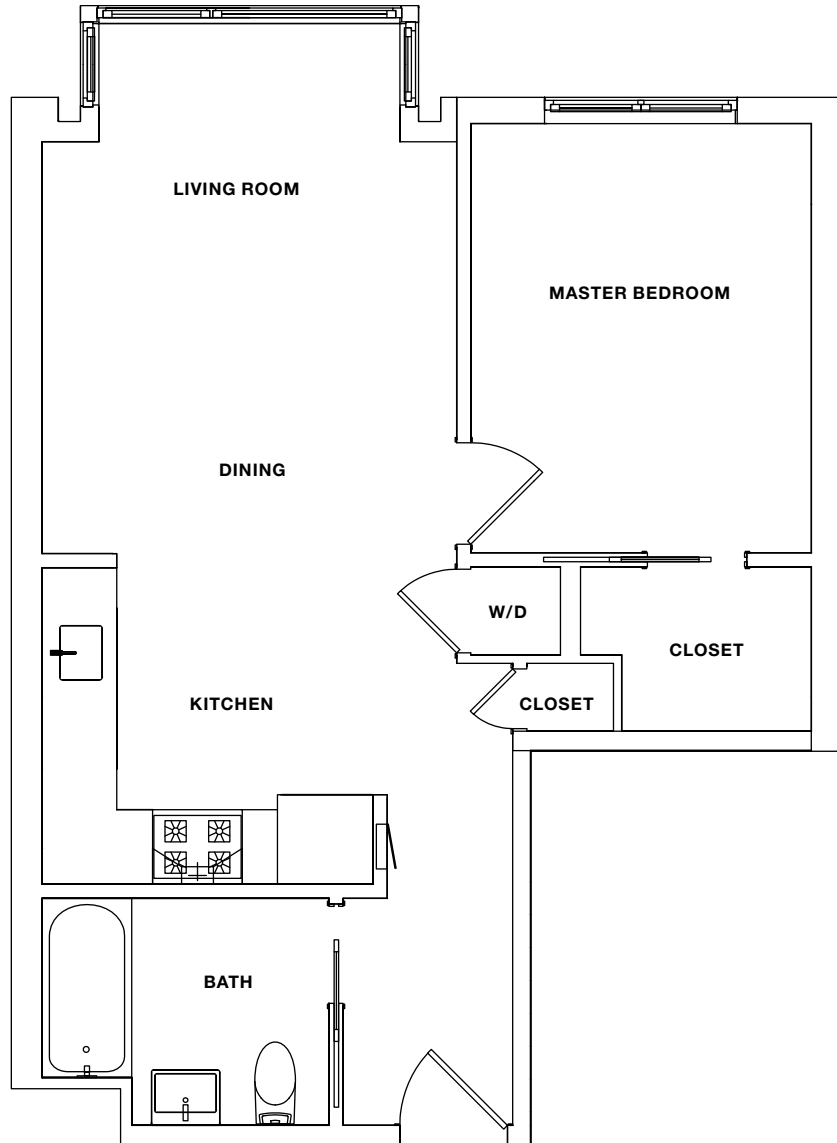 LIVING ROOM
MASTER BEDROOM
DINING
W/D
CLOSET
KITCHEN
CLOSET
BATH